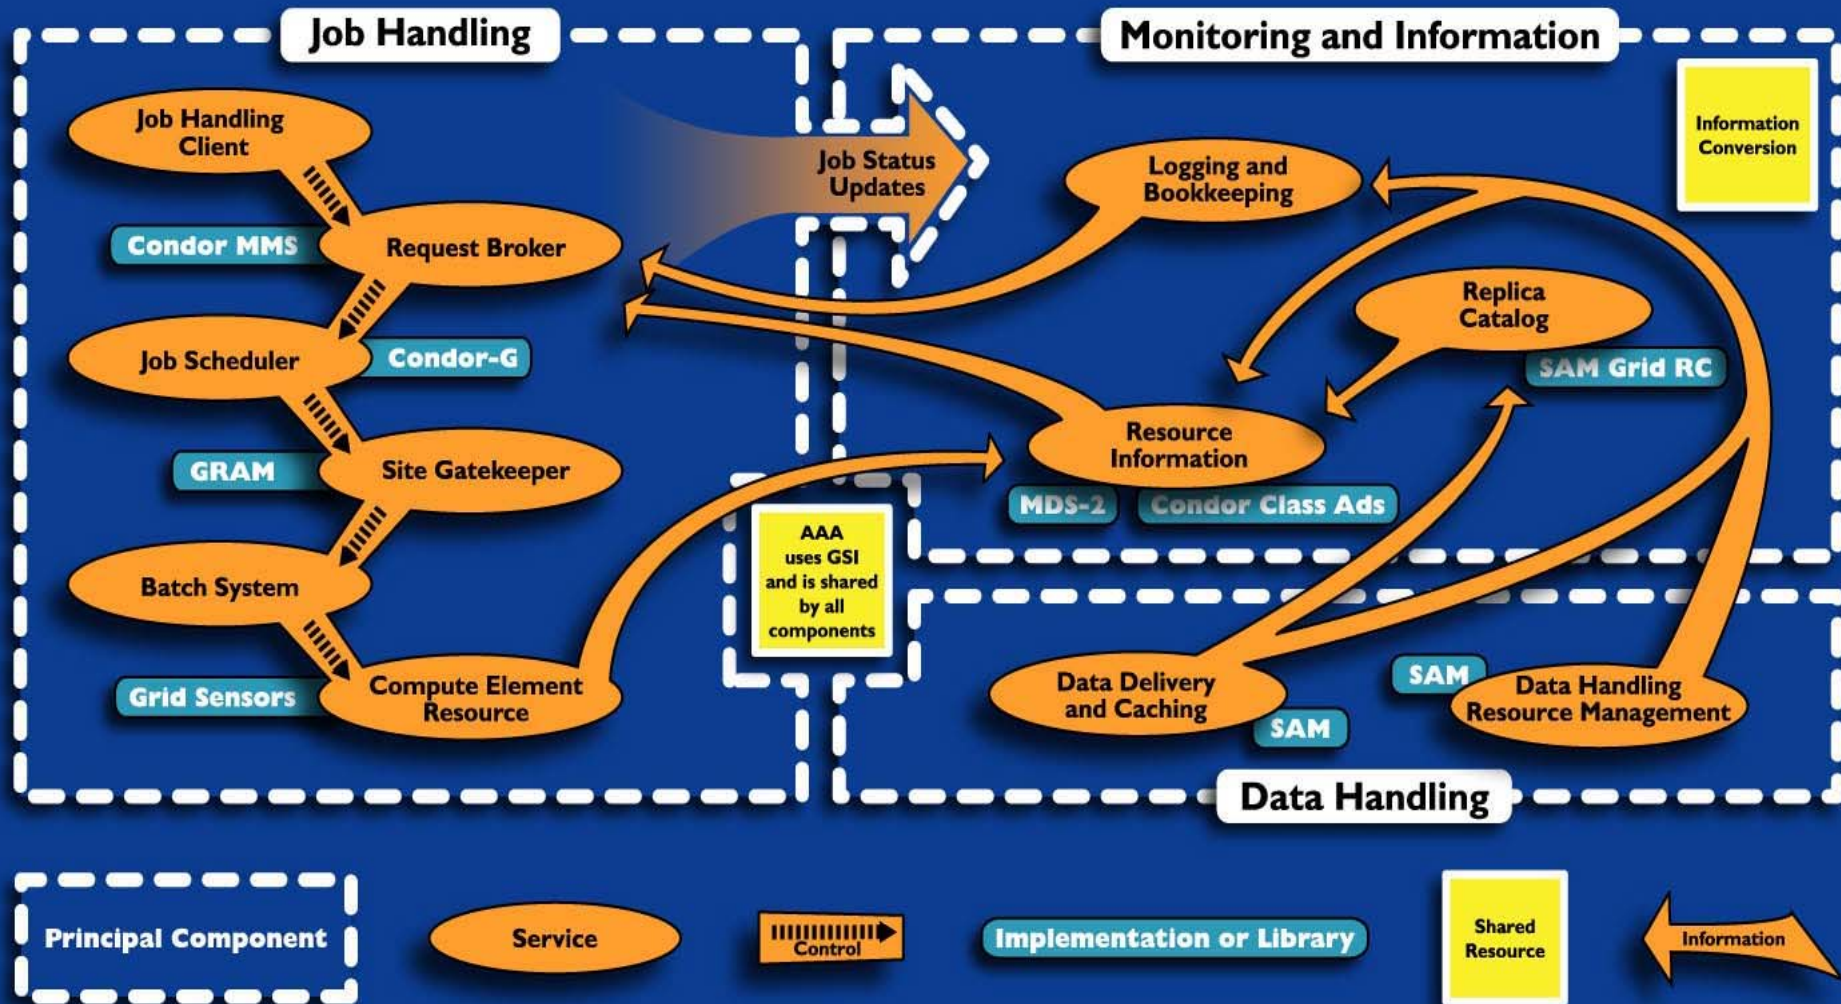 Job Handling
Monitoring and Information
Job Handling
Client
Condor MMS
Request Broker
Job Scheduler
Condor-G
GRAM
Site Gatekeeper
Batch System
Grid Sensors
Compute Element
Resource
Job Status
Updates
AAA
uses GSI
and is shared
by all
components
Logging and
Bookkeeping
Information
Conversion
Replica
Catalog
SAM Grid RC
Resource
Information
MDS-2
Condor Class Ads
Data Delivery
and Caching
SAM
SAM
Data Handling
Resource Management
Data Handling
Principal Component
Service
Control
Implementation or Library
Shared
Resource
Information